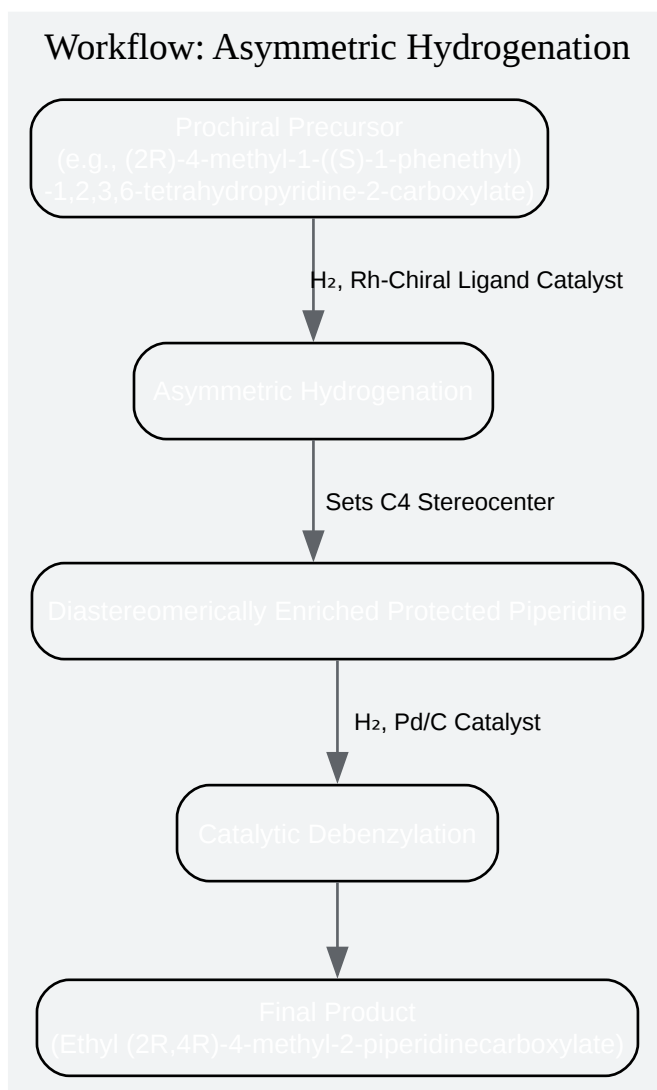 Workflow: Asymmetric Hydrogenation
Prochiral Precursor
(e.g., (2R)-4-methyl-1-((S)-1-phenethyl)
-1,2,3,6-tetrahydropyridine-2-carboxylate)
H₂, Rh-Chiral Ligand Catalyst
Asymmetric Hydrogenation
Sets C4 Stereocenter
Diastereomerically Enriched Protected Piperidine
H₂, Pd/C Catalyst
Catalytic Debenzylation
Final Product
(Ethyl (2R,4R)-4-methyl-2-piperidinecarboxylate)